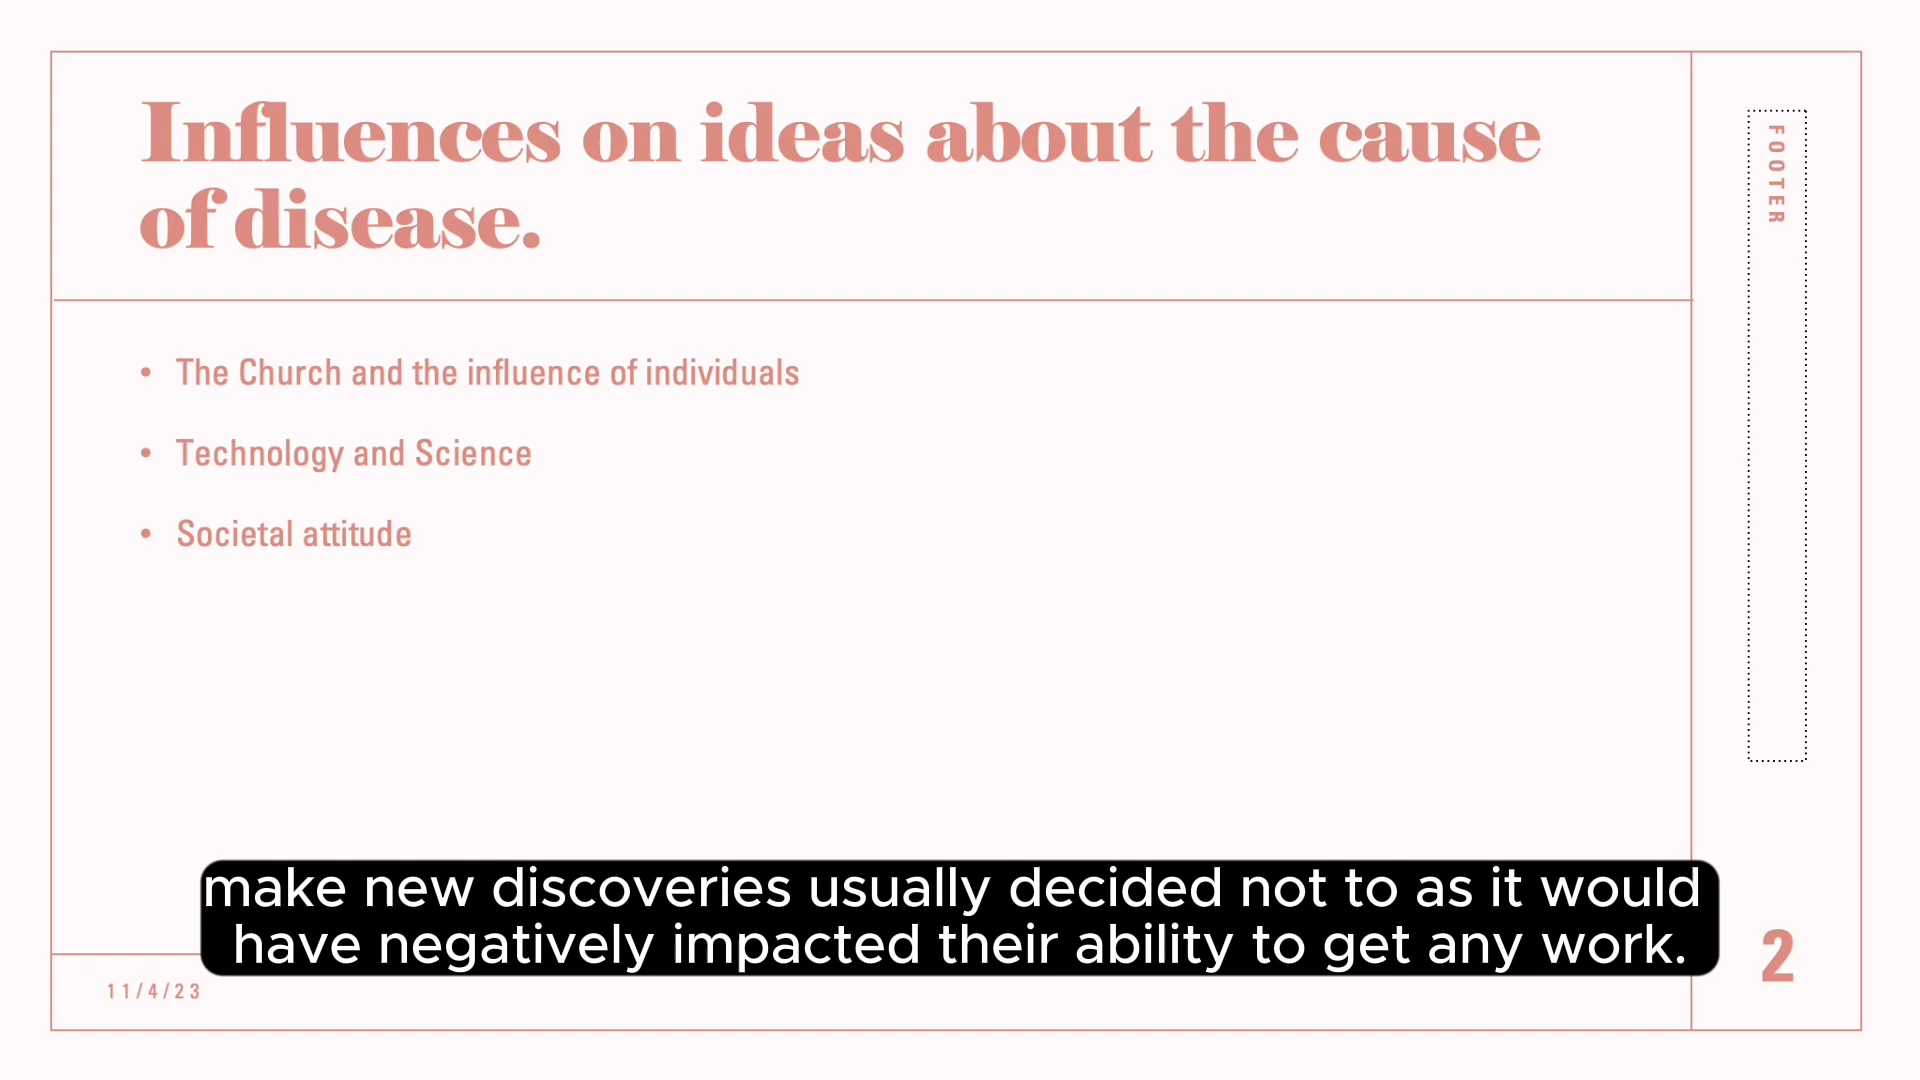 Influences on ideas about the cause
of disease.
FOOTER
• The Church and the influence of individuals
• Technology and Science
• Societal attitude
make new discoveries usually decided not to as it would
have negatively impacted their ability to get any work.
11/4/23
2